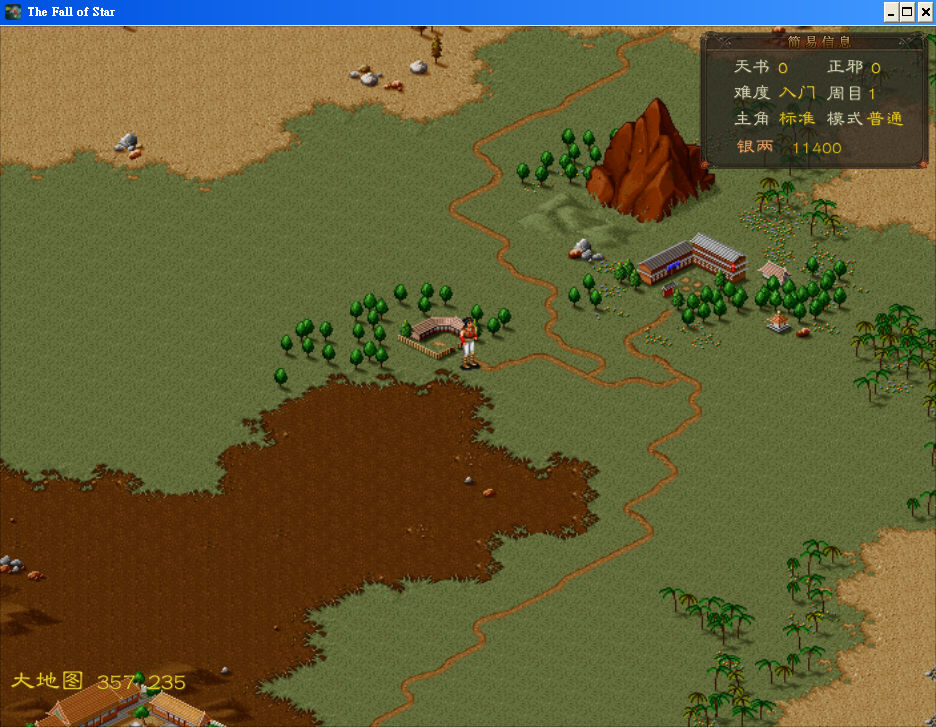 The Fall of Star
简易信息
天书 0 正邪 0
难度 入门 周目 1
主角 标准 模式 普通
银两 11400
大地图 357 235